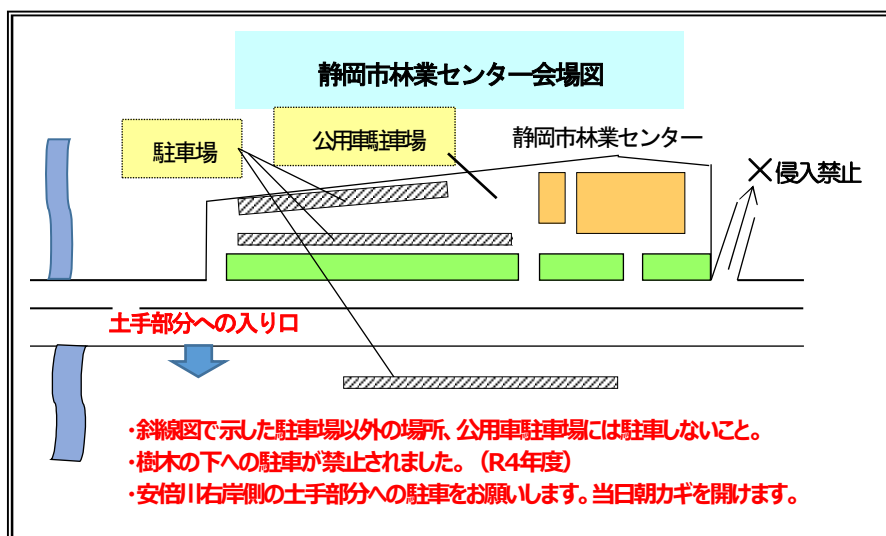 静岡市林業センター会場図
公用車駐車場
静岡市林業センター
駐車場
×侵入禁止
土手部分への入り口
・斜線図で示した駐車場以外の場所、公用車駐車場には駐車しないこと。
・樹木の下への駐車が禁止されました。（R4年度）
・安倍川右岸側の土手部分への駐車をお願いします。当日朝カギを開けます。